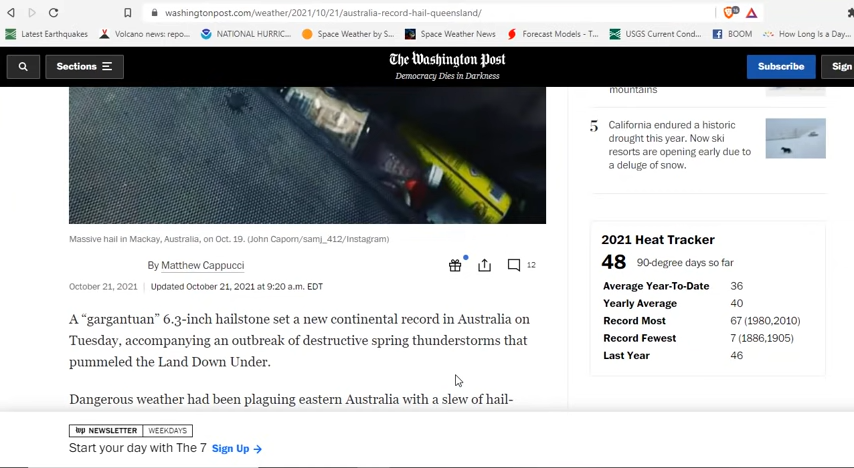 washingtonpost.com/weather/2021/10/21/australia-record-hail-queensland/
Latest Earthquakes
Volcano news: repo...
NATIONAL HURRIC...
Space Weather by S...
Space Weather News
Forecast Models - T...
USGS Current Cond...
BOOM
How Long Is a Day...
Sections
The Washington Post
Democracy Dies in Darkness
Subscribe
Sign
Massive hail in Mackay, Australia, on Oct. 19. (John Capom/samj_412/Instagram)
By Matthew Cappucci
12
October 21, 2021 | Updated October 21, 2021 at 9:20 a.m. EDT
A “gargantuan” 6.3-inch hailstone set a new continental record in Australia on
Tuesday, accompanying an outbreak of destructive spring thunderstorms that
pummeled the Land Down Under.
Dangerous weather had been plaguing eastern Australia with a slew of hail-
mountains
5
California endured a historic
drought this year. Now ski
resorts are opening early due to
a deluge of snow.
2021 Heat Tracker
48 90-degree days so far
Average Year-To-Date 36
Yearly Average 40
Record Most 67 (1980,2010)
Record Fewest 7 (1886,1905)
Last Year 46
wp NEWSLETTER WEEKDAYS
Start your day with The 7 Sign Up →